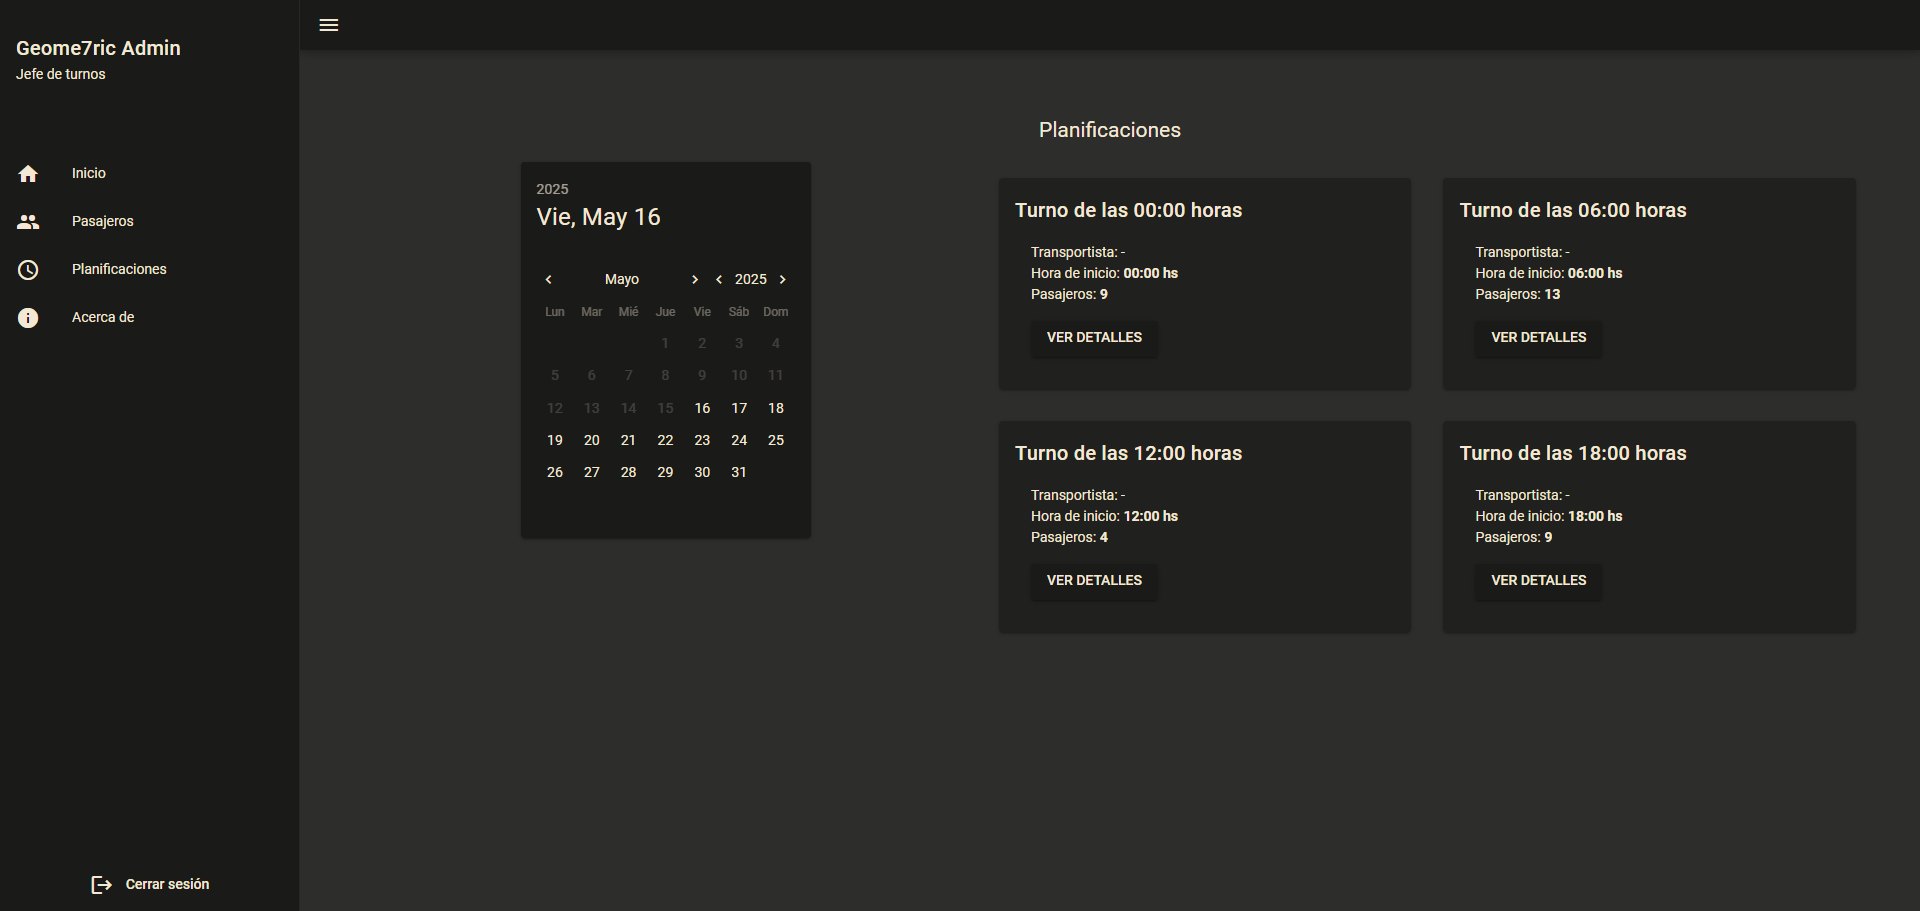 Geome7ric Admin
Jefe de turnos
Inicio
Pasajeros
Planificaciones
Acerca de
Cerrar sesión
Planificaciones
2025
Vie, May 16
Mayo 2025
Lun Mar Mié Jue Vie Sáb Dom
1 2 3 4
5 6 7 8 9 10 11
12 13 14 15 16 17 18
19 20 21 22 23 24 25
26 27 28 29 30 31
Turno de las 00:00 horas
Transportista: -
Hora de inicio: 00:00 hs
Pasajeros: 9
VER DETALLES
Turno de las 06:00 horas
Transportista: -
Hora de inicio: 06:00 hs
Pasajeros: 13
VER DETALLES
Turno de las 12:00 horas
Transportista: -
Hora de inicio: 12:00 hs
Pasajeros: 4
VER DETALLES
Turno de las 18:00 horas
Transportista: -
Hora de inicio: 18:00 hs
Pasajeros: 9
VER DETALLES